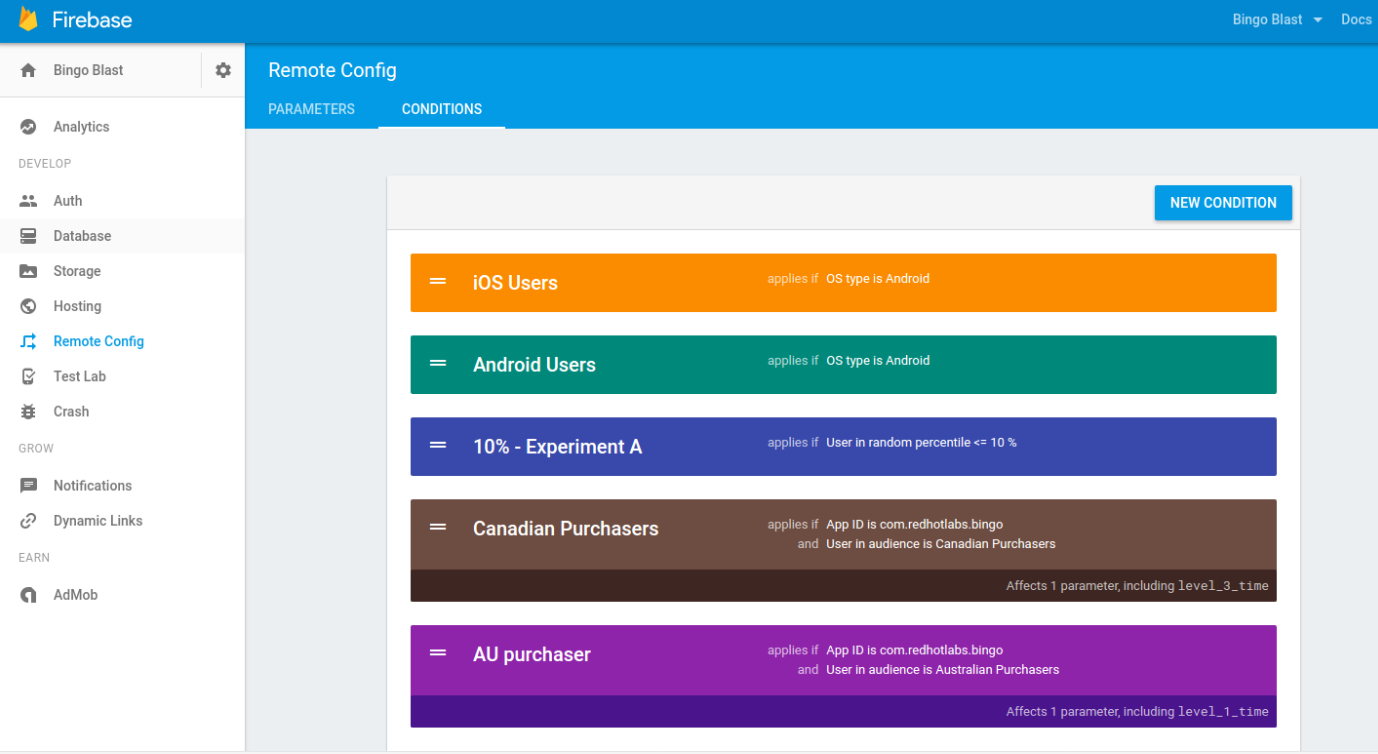 Firebase
Bingo Blast
Docs
Bingo Blast
Remote Config
PARAMETERS
CONDITIONS
Analytics
DEVELOP
Auth
Database
Storage
Hosting
Remote Config
Test Lab
Crash
GROW
Notifications
Dynamic Links
EARN
AdMob
NEW CONDITION
iOS Users
applies if OS type is Android
Android Users
applies if OS type is Android
10% - Experiment A
applies if User in random percentile <= 10 %
Canadian Purchasers
applies if App ID is com.redhotlabs.bingo
and User in audience is Canadian Purchasers
Affects 1 parameter, including level_3_time
AU purchaser
applies if App ID is com.redhotlabs.bingo
and User in audience is Australian Purchasers
Affects 1 parameter, including level_1_time